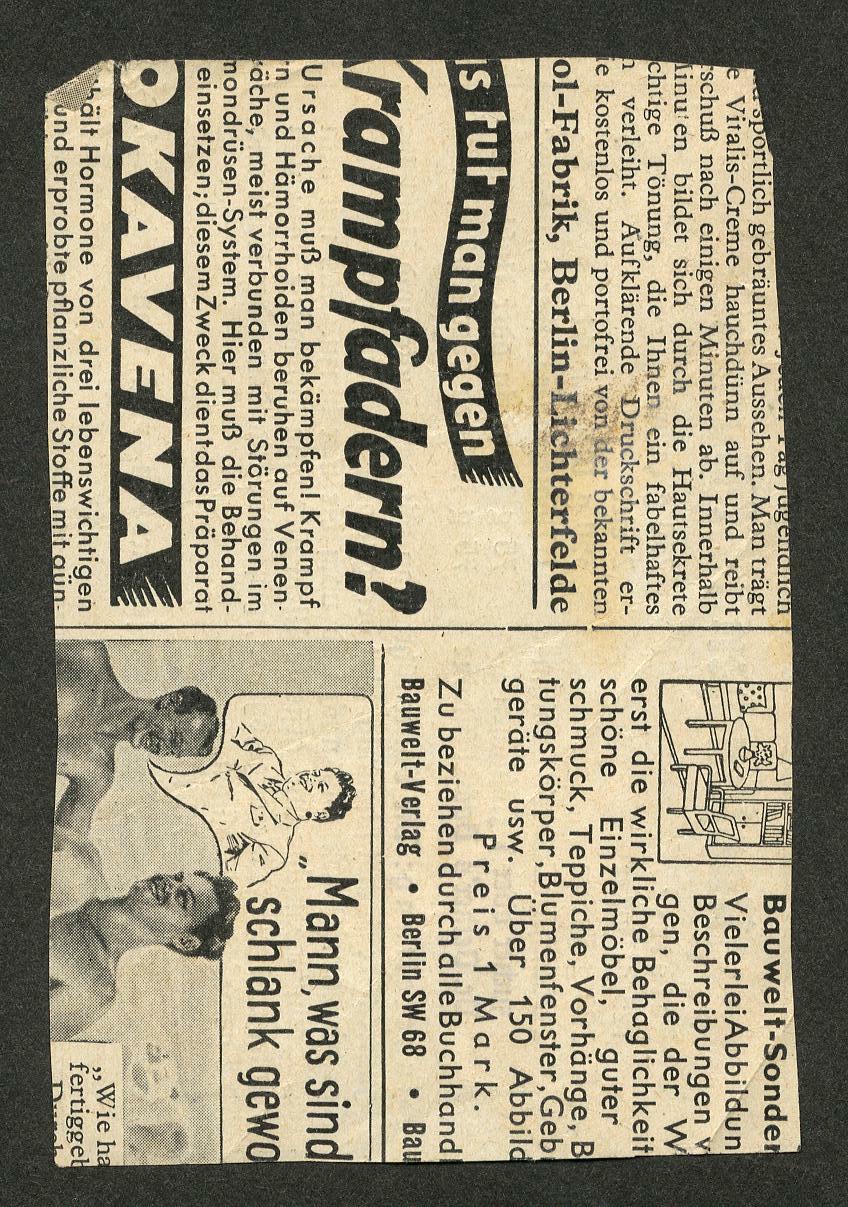 Tag jugendlich
sportlich gebräuntes Aussehen. Man trägt
e Vitalis-Creme hauchdünn auf und reibt
schuß nach einigen Minuten ab. Innerhalb
Minuten bildet sich durch die Hautsekrete
chtige Tönung, die Ihnen ein fabelhaftes
n verleiht. Aufklärende Druckschrift er-
e kostenlos und portofrei von der bekannten
ol-Fabrik, Berlin-Lichterfelde
s tut man gegen
Krampfadern?
Ursache muß man bekämpfen! Krampf
n und Hämorrhoiden beruhen auf Venen-
äche, meist verbunden mit Störungen im
mondrüsen-System. Hier muß die Behand-
einsetzen; diesem Zweck dient das Präparat
OKAVENA
hält Hormone von drei lebenswichtigen
und erprobte pflanzliche Stoffe mit gün-
Bauwelt-Sonder
Vielerlei Abbildun
Beschreibungen v
gen, die der W
erst die wirkliche Behaglichkeit
schöne Einzelmöbel, guter
schmuck, Teppiche, Vorhänge, B
tungskörper, Blumenfenster, Geb
geräte usw. Über 150 Abbild
Preis 1 Mark.
Zu beziehen durch alle Buchhand
Bauwelt-Verlag • Berlin SW 68 • Bau
„Mann, was sind
schlank gewo
„Wie ha
fertiggeb